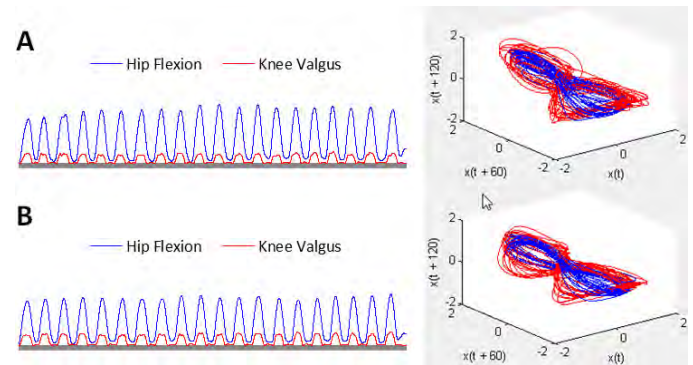 A
Hip Flexion Knee Valgus
2
0
-2
x(t + 120)
2
0
-2
x(t + 60)
-2
0
2
x(t)
B
Hip Flexion Knee Valgus
2
0
-2
x(t + 120)
2
0
-2
x(t + 60)
-2
0
2
x(t)